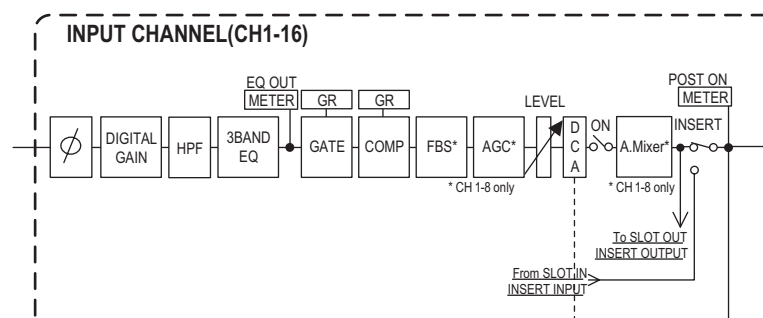 INPUT CHANNEL(CH1-16)
EQ OUT
METER
GR
GR
LEVEL
POST ON
METER
ϕ
DIGITAL
GAIN
HPF
3BAND
EQ
GATE
COMP
FBS*
AGC*
D
C
A
ON
A.Mixer*
INSERT
* CH 1-8 only
* CH 1-8 only
To SLOT OUT
INSERT OUTPUT
From SLOT IN
INSERT INPUT